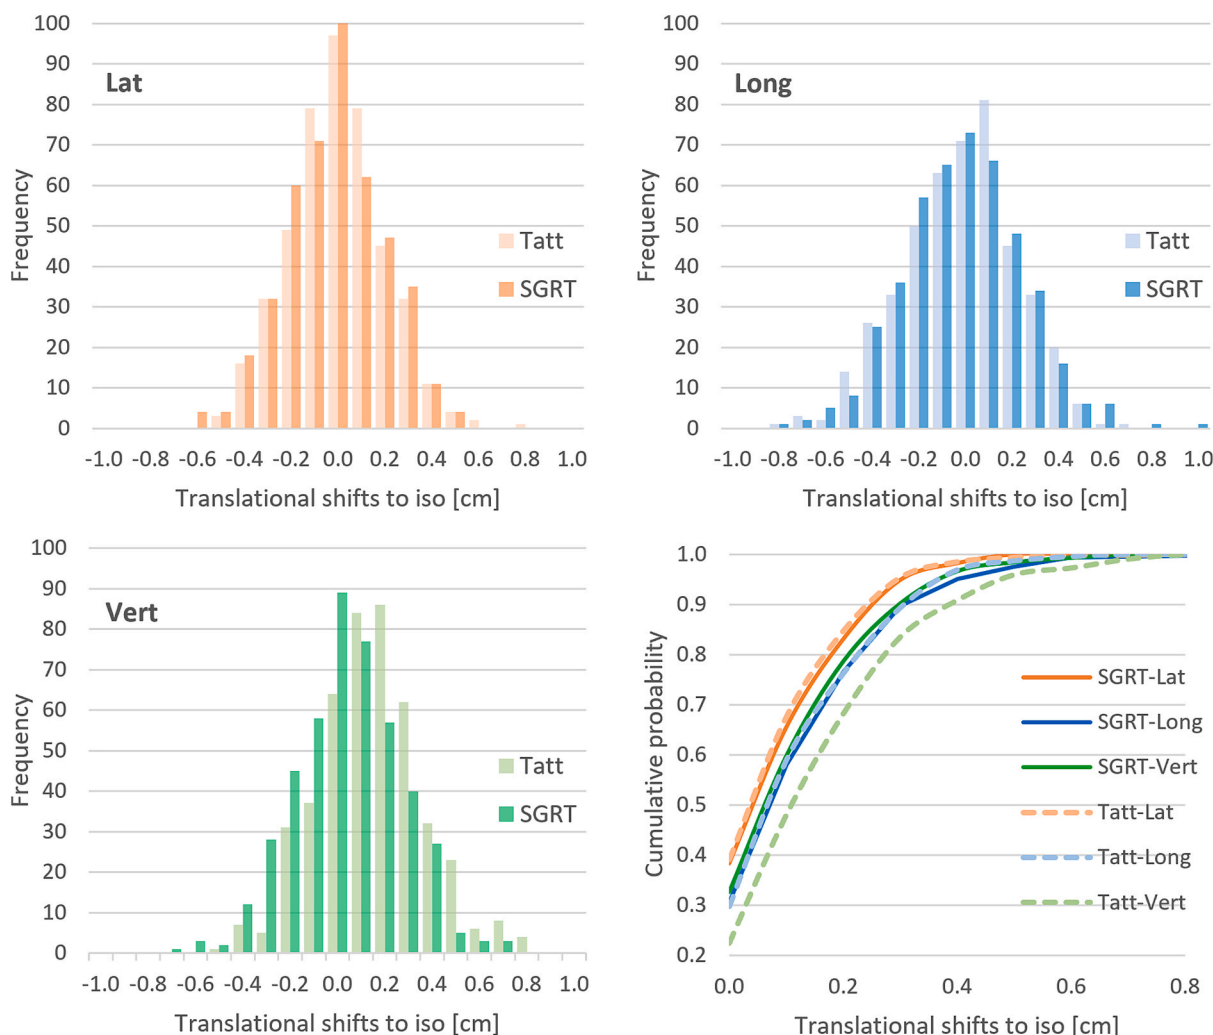 Lat
Frequency
100
90
80
70
60
50
40
30
20
10
0
Tatt
SGRT
-1.0 -0.8 -0.6 -0.4 -0.2 0.0 0.2 0.4 0.6 0.8 1.0
Translational shifts to iso [cm]
Long
Frequency
100
90
80
70
60
50
40
30
20
10
0
Tatt
SGRT
-1.0 -0.8 -0.6 -0.4 -0.2 0.0 0.2 0.4 0.6 0.8 1.0
Translational shifts to iso [cm]
Vert
Frequency
100
90
80
70
60
50
40
30
20
10
0
Tatt
SGRT
-1.0 -0.8 -0.6 -0.4 -0.2 0.0 0.2 0.4 0.6 0.8 1.0
Translational shifts to iso [cm]
Cumulative probability
1.0
0.9
0.8
0.7
0.6
0.5
0.4
0.3
0.2
SGRT-Lat
SGRT-Long
SGRT-Vert
Tatt-Lat
Tatt-Long
Tatt-Vert
0.0 0.2 0.4 0.6 0.8
Translational shifts to iso [cm]